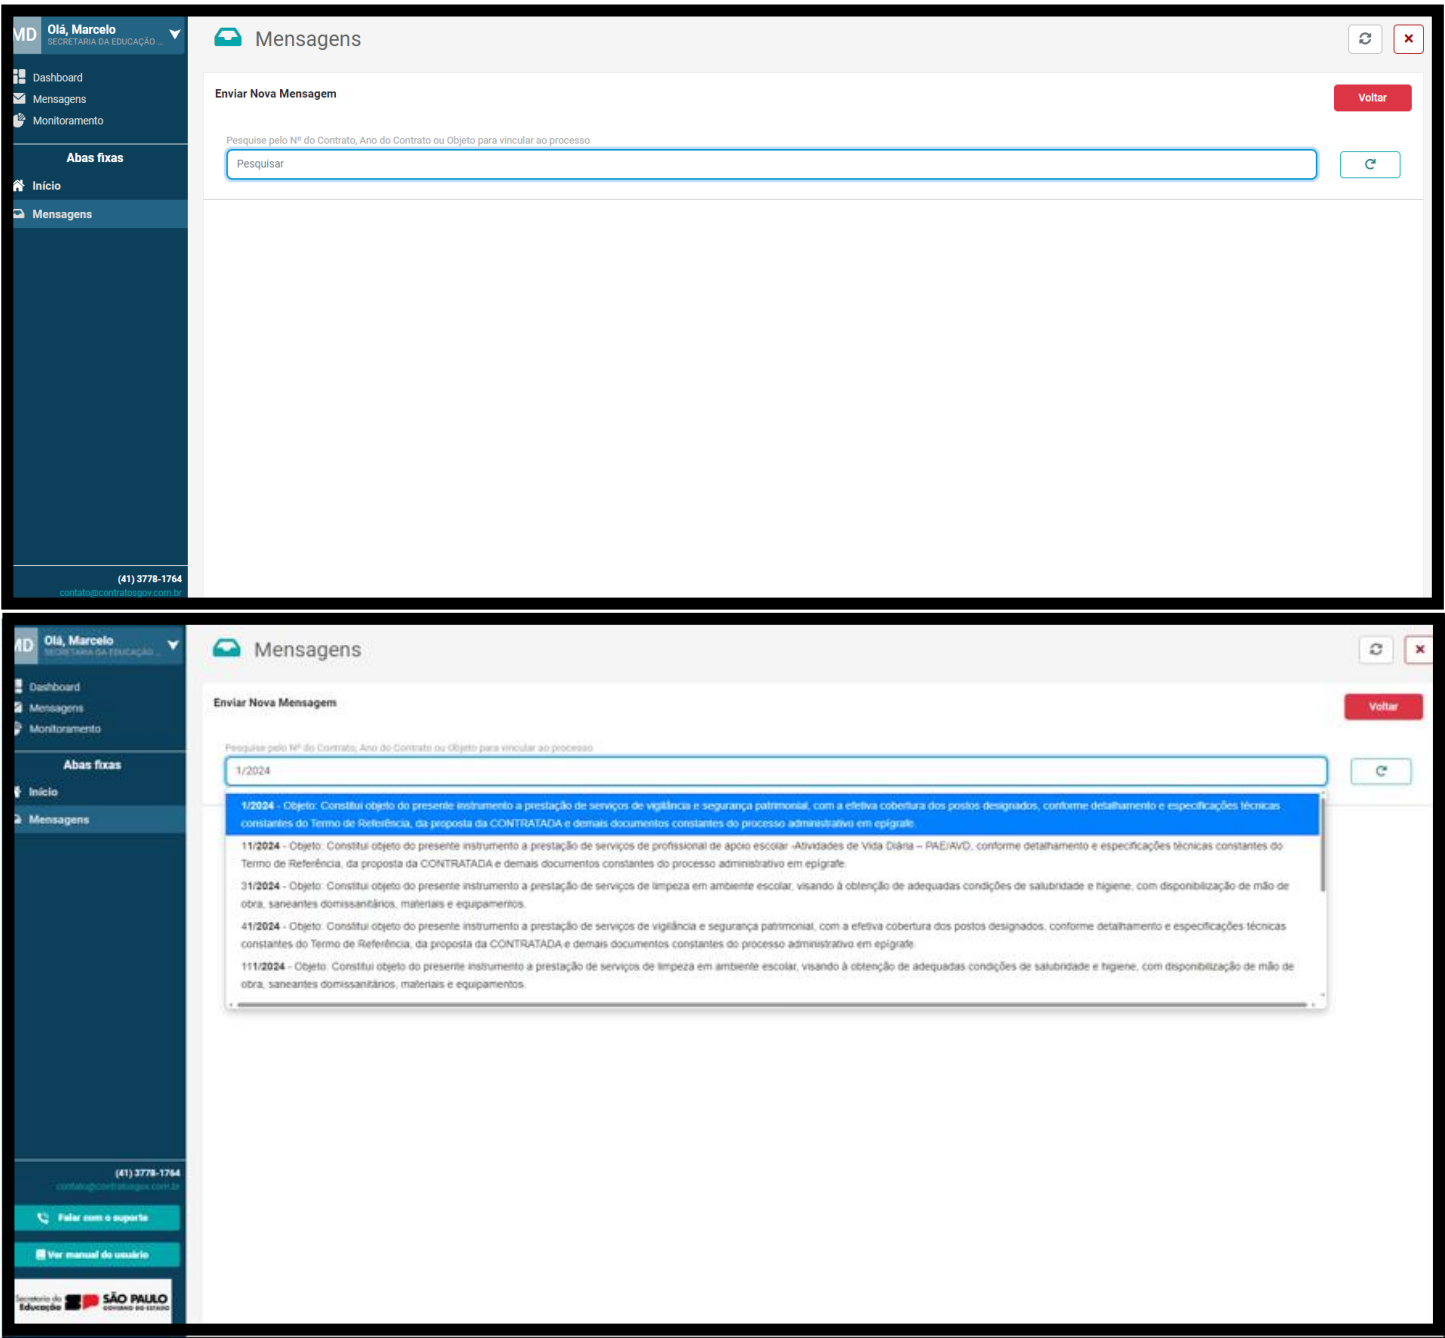 MD
Olá, Marcelo
SECRETARIA DA EDUCAÇÃO ...
Dashboard
Mensagens
Monitoramento
Abas fixas
Início
Mensagens
(41) 3778-1764
contato@contratosgov.com.br
Mensagens
Enviar Nova Mensagem
Voltar
Pesquise pelo Nº do Contrato, Ano do Contrato ou Objeto para vincular ao processo
Pesquisar
MD
Olá, Marcelo
SECRETARIA DA EDUCAÇÃO ...
Dashboard
Mensagens
Monitoramento
Abas fixas
Início
Mensagens
(41) 3778-1764
contato@contratosgov.com.br
Falar com o suporte
Ver manual do usuário
Secretaria da
Educação
SP
SÃO PAULO
GOVERNO DO ESTADO
Mensagens
Enviar Nova Mensagem
Voltar
Pesquise pelo Nº do Contrato, Ano do Contrato ou Objeto para vincular ao processo
1/2024
1/2024 - Objeto: Constitui objeto do presente instrumento a prestação de serviços de vigilância e segurança patrimonial, com a efetiva cobertura dos postos designados, conforme detalhamento e especificações técnicas
constantes do Termo de Referência, da proposta da CONTRATADA e demais documentos constantes do processo administrativo em epígrafe.
11/2024 - Objeto: Constitui objeto do presente instrumento a prestação de serviços de profissional de apoio escolar -Atividades de Vida Diária – PAE/AVD, conforme detalhamento e especificações técnicas constantes do
Termo de Referência, da proposta da CONTRATADA e demais documentos constantes do processo administrativo em epígrafe.
31/2024 - Objeto: Constitui objeto do presente instrumento a prestação de serviços de limpeza em ambiente escolar, visando à obtenção de adequadas condições de salubridade e higiene, com disponibilização de mão de
obra, saneantes domissanitários, materiais e equipamentos.
41/2024 - Objeto: Constitui objeto do presente instrumento a prestação de serviços de vigilância e segurança patrimonial, com a efetiva cobertura dos postos designados, conforme detalhamento e especificações técnicas
constantes do Termo de Referência, da proposta da CONTRATADA e demais documentos constantes do processo administrativo em epígrafe.
111/2024 - Objeto: Constitui objeto do presente instrumento a prestação de serviços de limpeza em ambiente escolar, visando à obtenção de adequadas condições de salubridade e higiene, com disponibilização de mão de
obra, saneantes domissanitários, materiais e equipamentos.